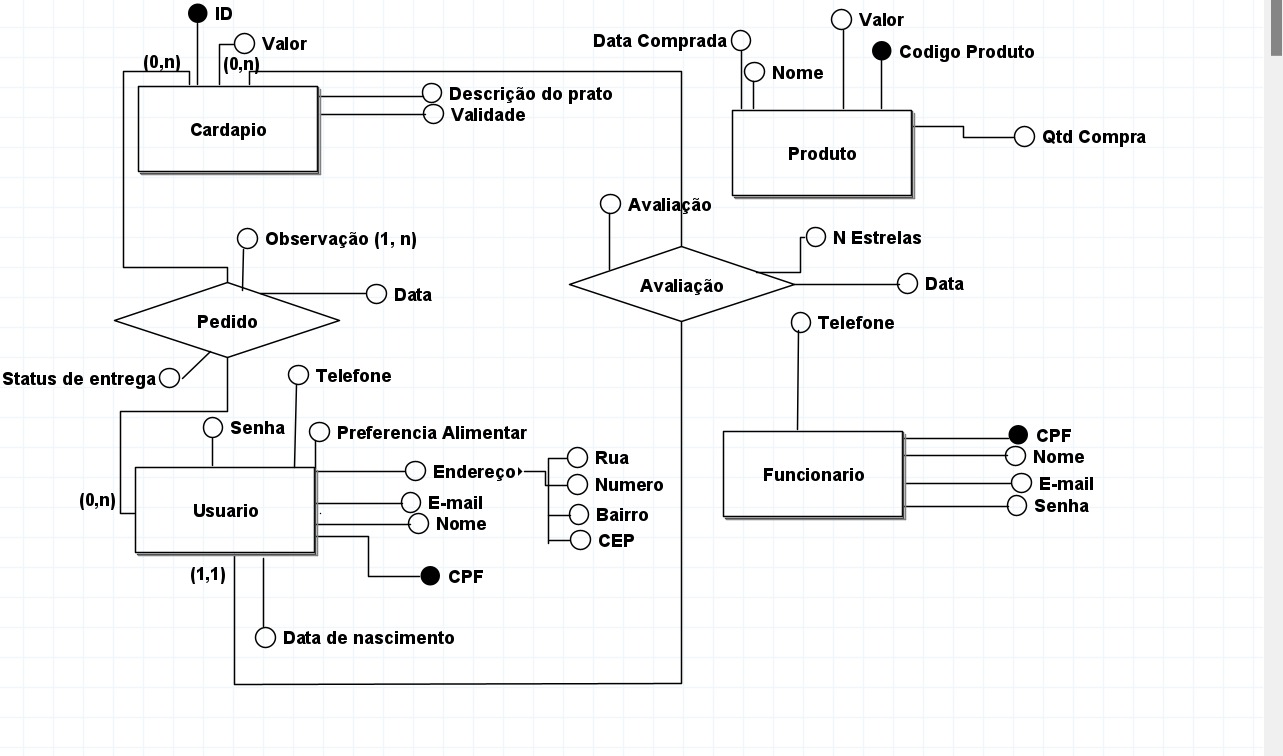 ID
Valor
(0,n)
(0,n)
Descrição do prato
Validade
Cardapio
Data Comprada
Valor
Nome
Codigo Produto
Qtd Compra
Produto
Avaliação
N Estrelas
Data
Avaliação
Observação (1, n)
Data
Pedido
Status de entrega
Telefone
Senha
Preferencia Alimentar
Endereço
Rua
Numero
Bairro
CEP
E-mail
Nome
CPF
(0,n)
Usuario
(1,1)
Data de nascimento
Telefone
Funcionario
CPF
Nome
E-mail
Senha